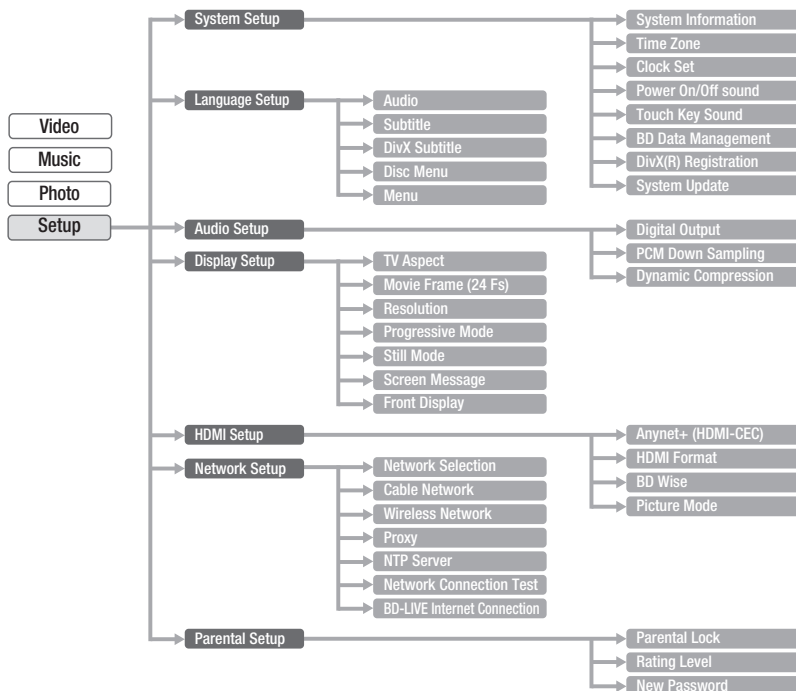 Video
Music
Photo
Setup
System Setup
System Information
Time Zone
Clock Set
Power On/Off sound
Touch Key Sound
BD Data Management
DivX(R) Registration
System Update
Language Setup
Audio
Subtitle
DivX Subtitle
Disc Menu
Menu
Audio Setup
Digital Output
PCM Down Sampling
Dynamic Compression
Display Setup
TV Aspect
Movie Frame (24 Fs)
Resolution
Progressive Mode
Still Mode
Screen Message
Front Display
HDMI Setup
Anynet+ (HDMI-CEC)
HDMI Format
BD Wise
Picture Mode
Network Setup
Network Selection
Cable Network
Wireless Network
Proxy
NTP Server
Network Connection Test
BD-LIVE Internet Connection
Parental Setup
Parental Lock
Rating Level
New Password